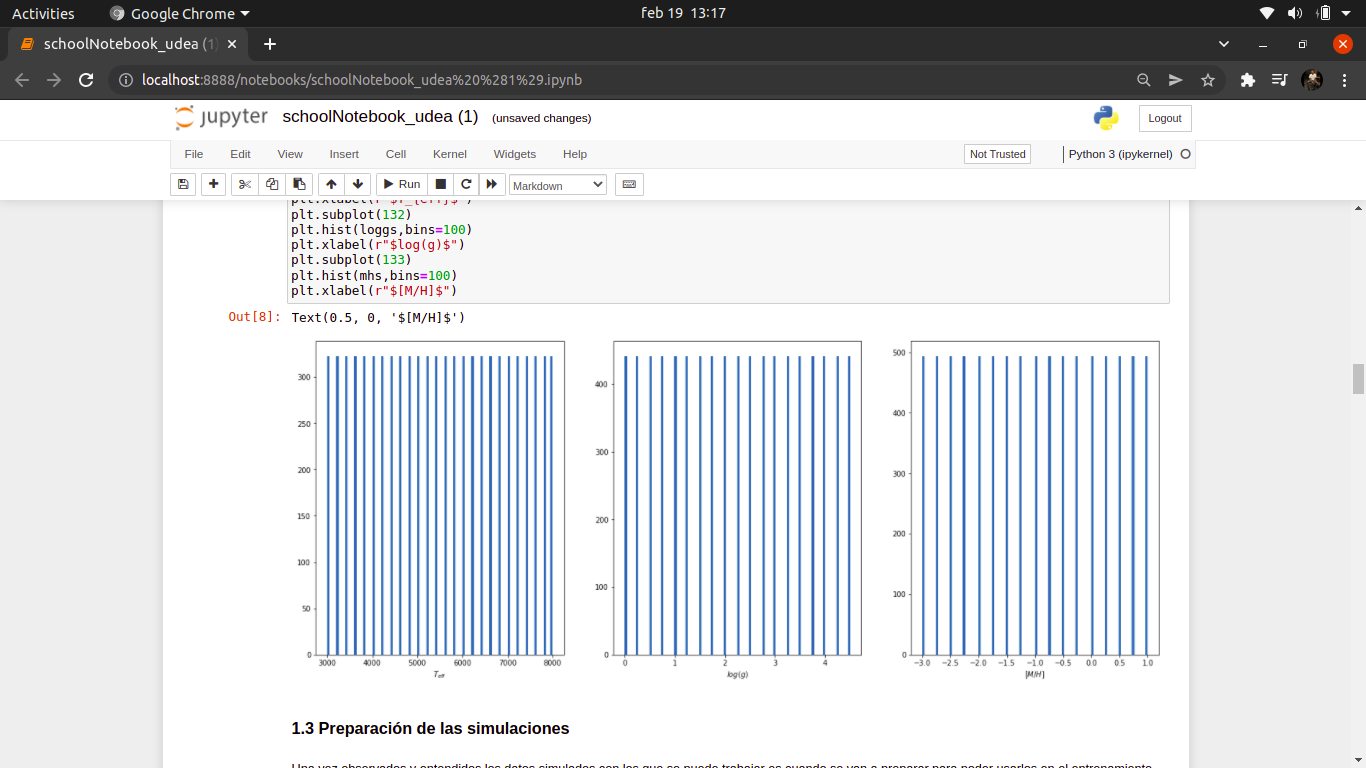 Activities Google Chrome feb 19 13:17
schoolNotebook_udea (1)
localhost:8888/notebooks/schoolNotebook_udea%20%281%29.ipynb
jupyter schoolNotebook_udea (1) (unsaved changes) Logout
File Edit View Insert Cell Kernel Widgets Help Not Trusted Python 3 (ipykernel)
Run Markdown
plt.xlabel(r"$T_{eff}$")
plt.subplot(132)
plt.hist(loggs,bins=100)
plt.xlabel(r"$log(g)$")
plt.subplot(133)
plt.hist(mhs,bins=100)
plt.xlabel(r"$[M/H]$")
Out[8]: Text(0.5, 0, '$[M/H]$')
300
250
200
150
100
50
0
3000 4000 5000 6000 7000 8000
Teff
400
300
200
100
0
0 1 2 3 4
log(g)
500
400
300
200
100
0
−3.0 −2.5 −2.0 −1.5 −1.0 −0.5 0.0 0.5 1.0
[M/H]
1.3 Preparación de las simulaciones
Una vez observados y entendidos los datos simulados con los que se puede trabajar es cuando se van a preparar para poder usarlos en el entrenamiento